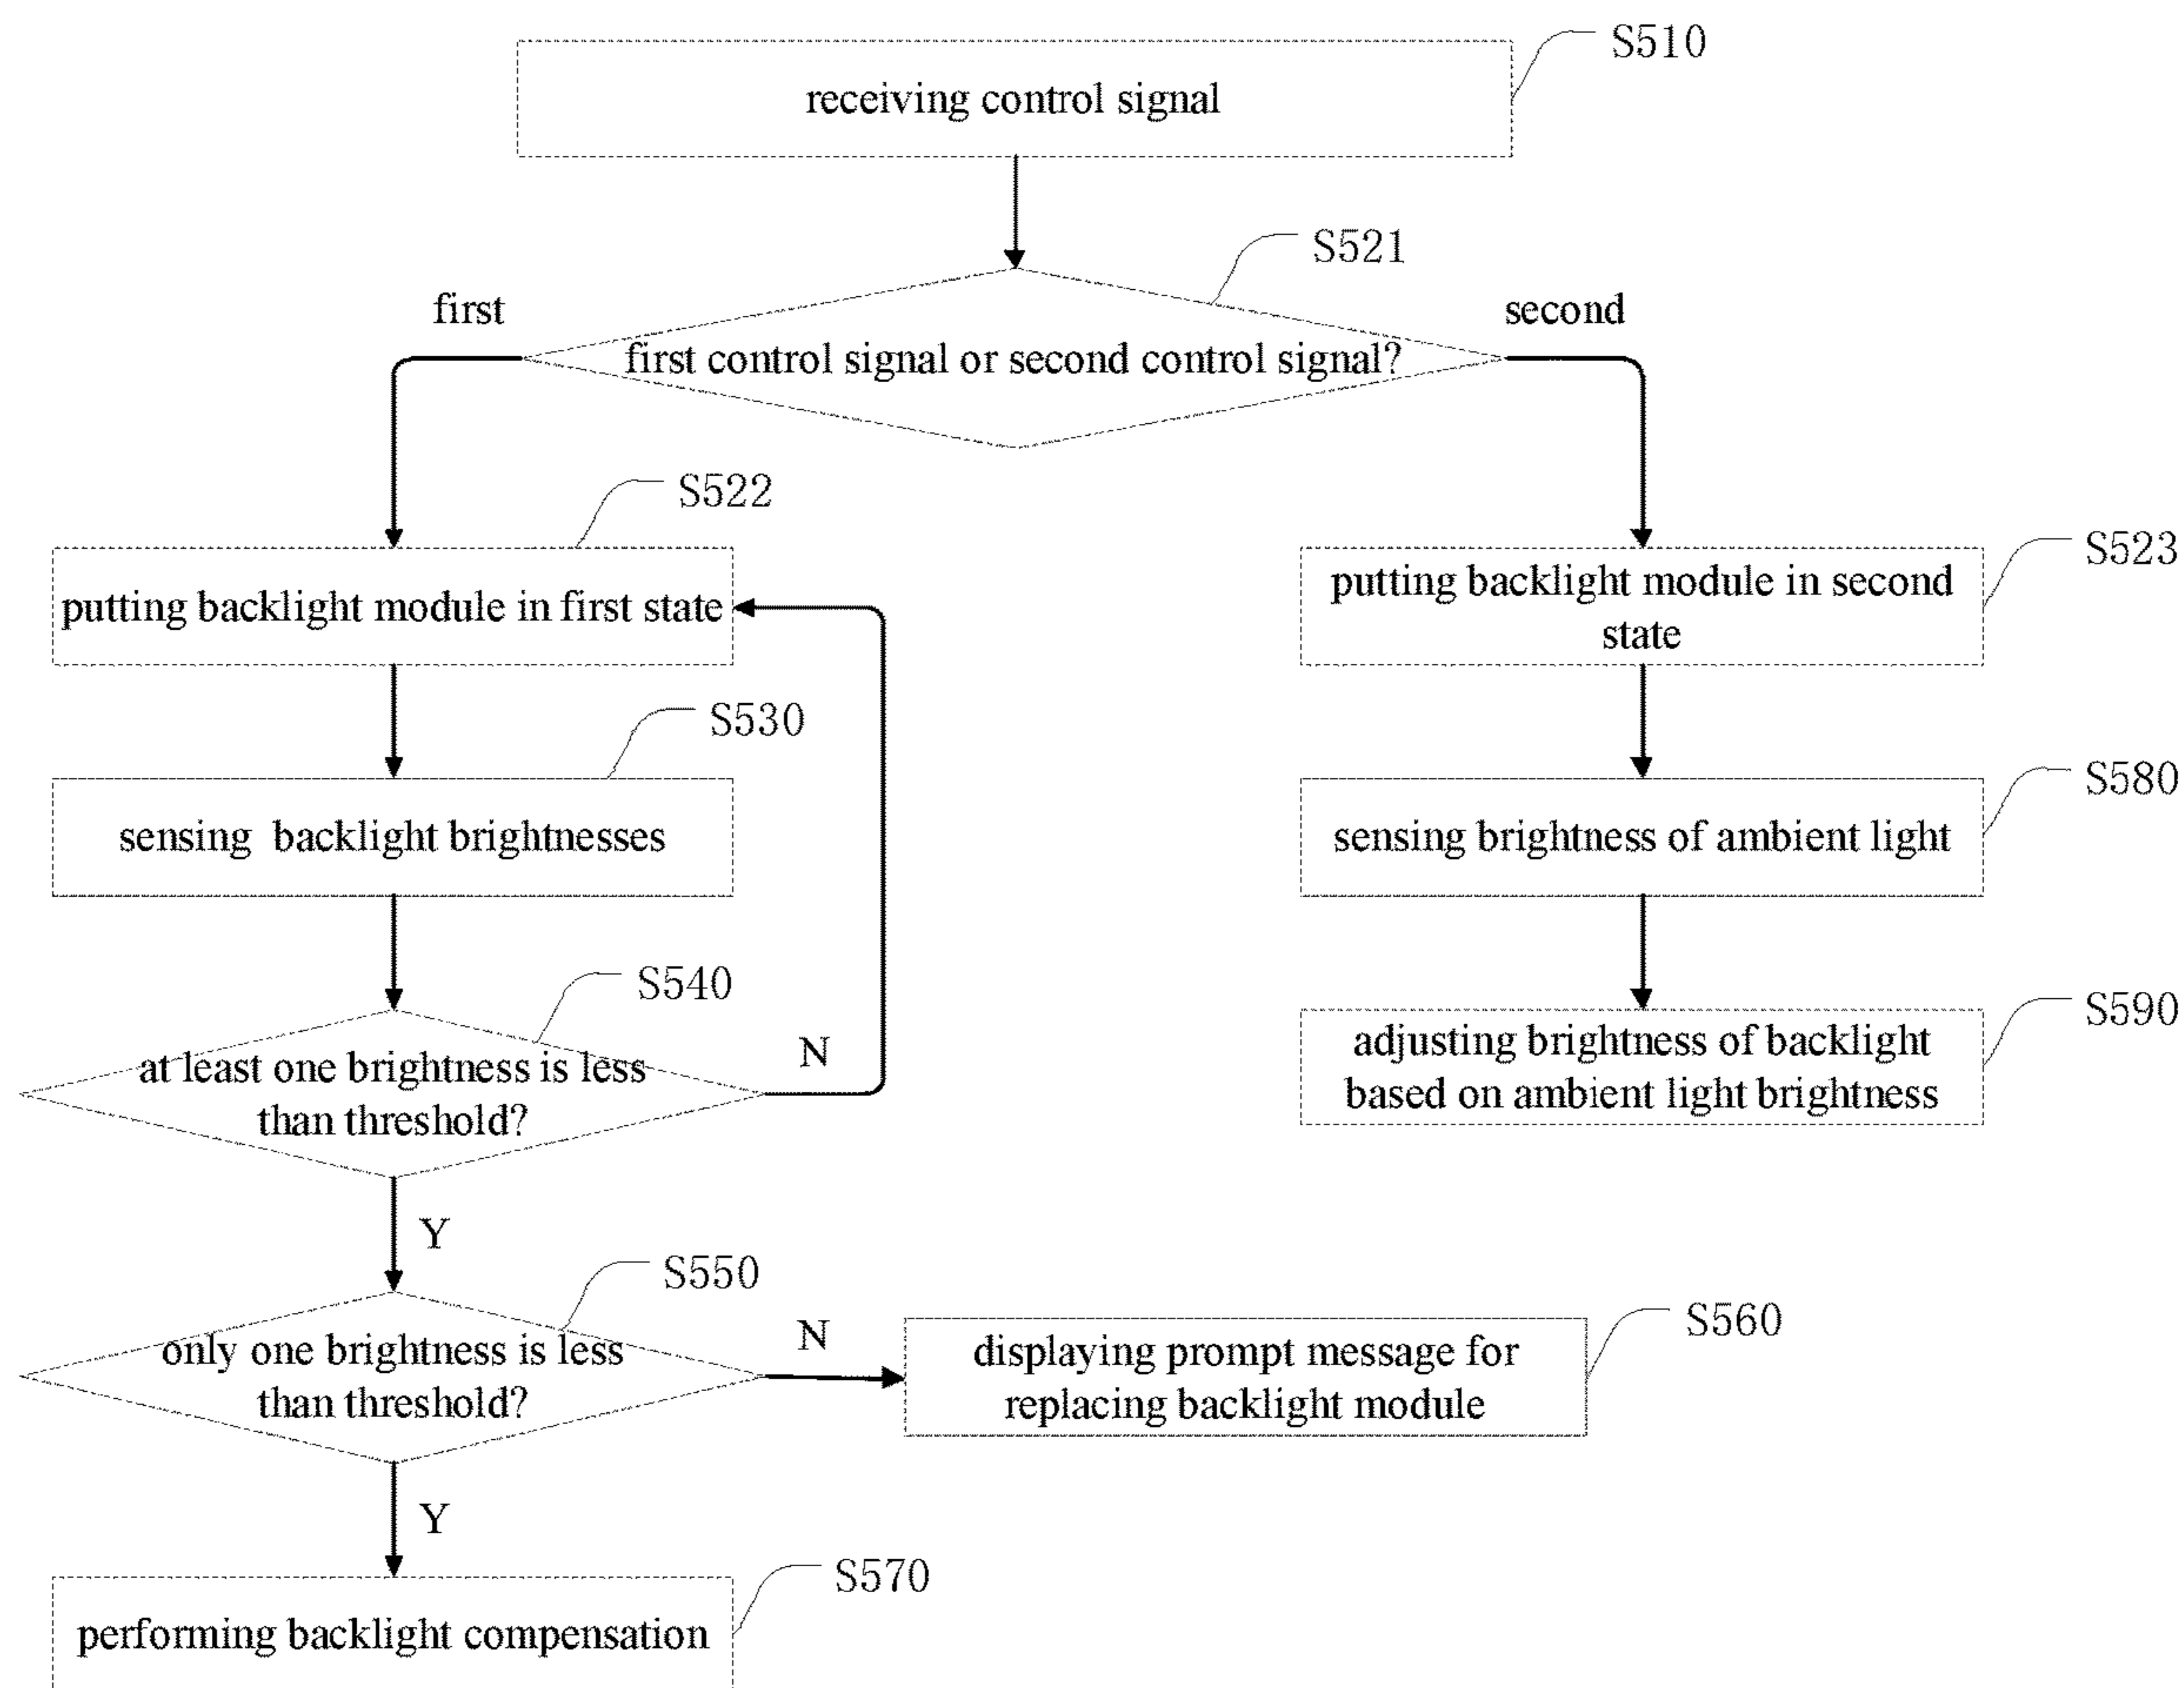 S510
receiving control signal
S521
first
second
first control signal or second control signal?
S522
S523
putting backlight module in first state
putting backlight module in second
state
S530
S580
sensing backlight brightnesses
sensing brightness of ambient light
S540
S590
at least one brightness is less
than threshold?
N
adjusting brightness of backlight
based on ambient light brightness
Y
S550
only one brightness is less
than threshold?
N
S560
displaying prompt message for
replacing backlight module
Y
S570
performing backlight compensation